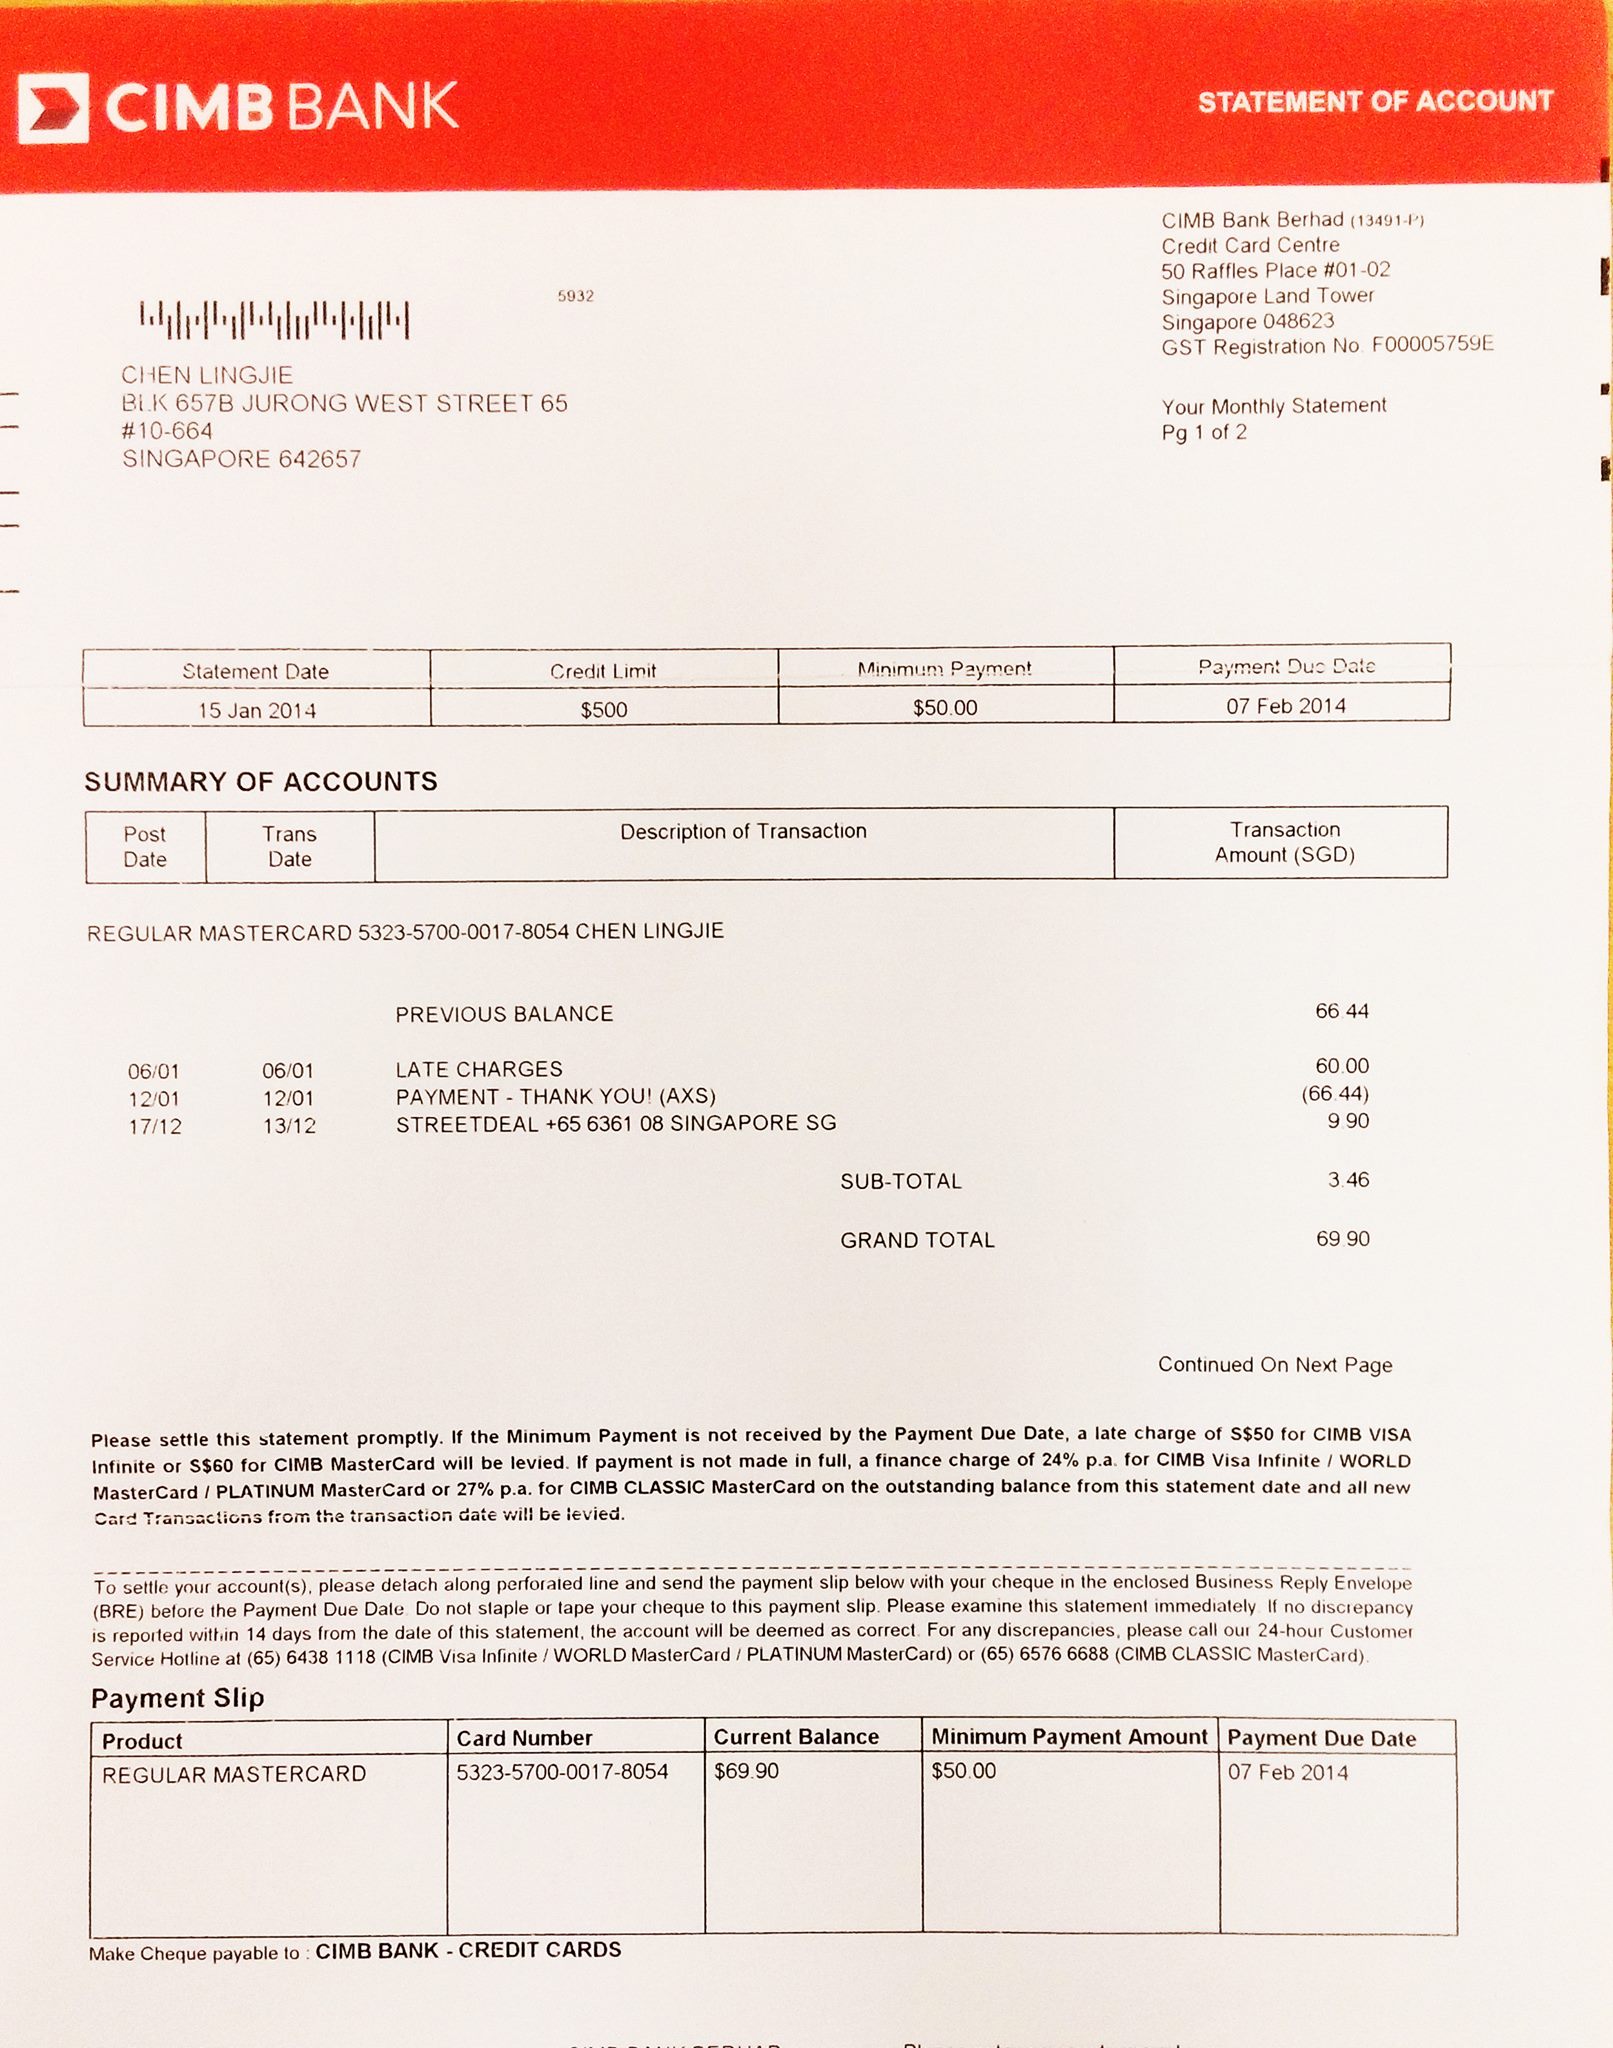 CIMB BANK
STATEMENT OF ACCOUNT
CIMB Bank Berhad (13491-P)
Credit Card Centre
50 Raffles Place #01-02
Singapore Land Tower
Singapore 048623
GST Registration No. F00005759E
Your Monthly Statement
Pg 1 of 2
5932
CHEN LINGJIE
BLK 657B JURONG WEST STREET 65
#10-664
SINGAPORE 642657
Statement Date Credit Limit Minimum Payment Payment Due Date
15 Jan 2014 $500 $50.00 07 Feb 2014
SUMMARY OF ACCOUNTS
Post Date Trans Date Description of Transaction Transaction Amount (SGD)
REGULAR MASTERCARD 5323-5700-0017-8054 CHEN LINGJIE
PREVIOUS BALANCE 66.44
06/01 06/01 LATE CHARGES 60.00
12/01 12/01 PAYMENT - THANK YOU! (AXS) (66.44)
17/12 13/12 STREETDEAL +65 6361 08 SINGAPORE SG 9.90
SUB-TOTAL 3.46
GRAND TOTAL 69.90
Continued On Next Page
Please settle this statement promptly. If the Minimum Payment is not received by the Payment Due Date, a late charge of S$50 for CIMB VISA
Infinite or S$60 for CIMB MasterCard will be levied. If payment is not made in full, a finance charge of 24% p.a. for CIMB Visa Infinite / WORLD
MasterCard / PLATINUM MasterCard or 27% p.a. for CIMB CLASSIC MasterCard on the outstanding balance from this statement date and all new
Card Transactions from the transaction date will be levied.
To settle your account(s), please detach along perforated line and send the payment slip below with your cheque in the enclosed Business Reply Envelope
(BRE) before the Payment Due Date. Do not staple or tape your cheque to this payment slip. Please examine this statement immediately. If no discrepancy
is reported within 14 days from the date of this statement, the account will be deemed as correct. For any discrepancies, please call our 24-hour Customer
Service Hotline at (65) 6438 1118 (CIMB Visa Infinite / WORLD MasterCard / PLATINUM MasterCard) or (65) 6576 6688 (CIMB CLASSIC MasterCard).
Payment Slip
Product Card Number Current Balance Minimum Payment Amount Payment Due Date
REGULAR MASTERCARD 5323-5700-0017-8054 $69.90 $50.00 07 Feb 2014
Make Cheque payable to : CIMB BANK - CREDIT CARDS